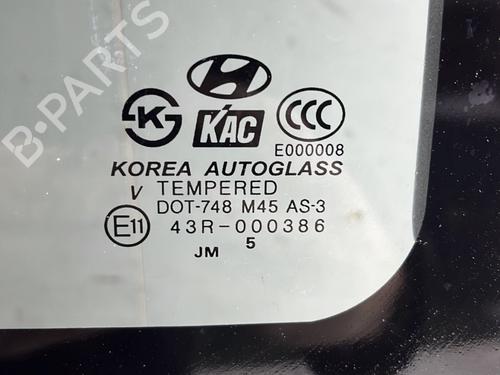 B-PARTS
K
KAC
CCC
E000008
KOREA AUTOGLASS
V TEMPERED
DOT-748 M45 AS-3
E11 43R-000386
JM 5